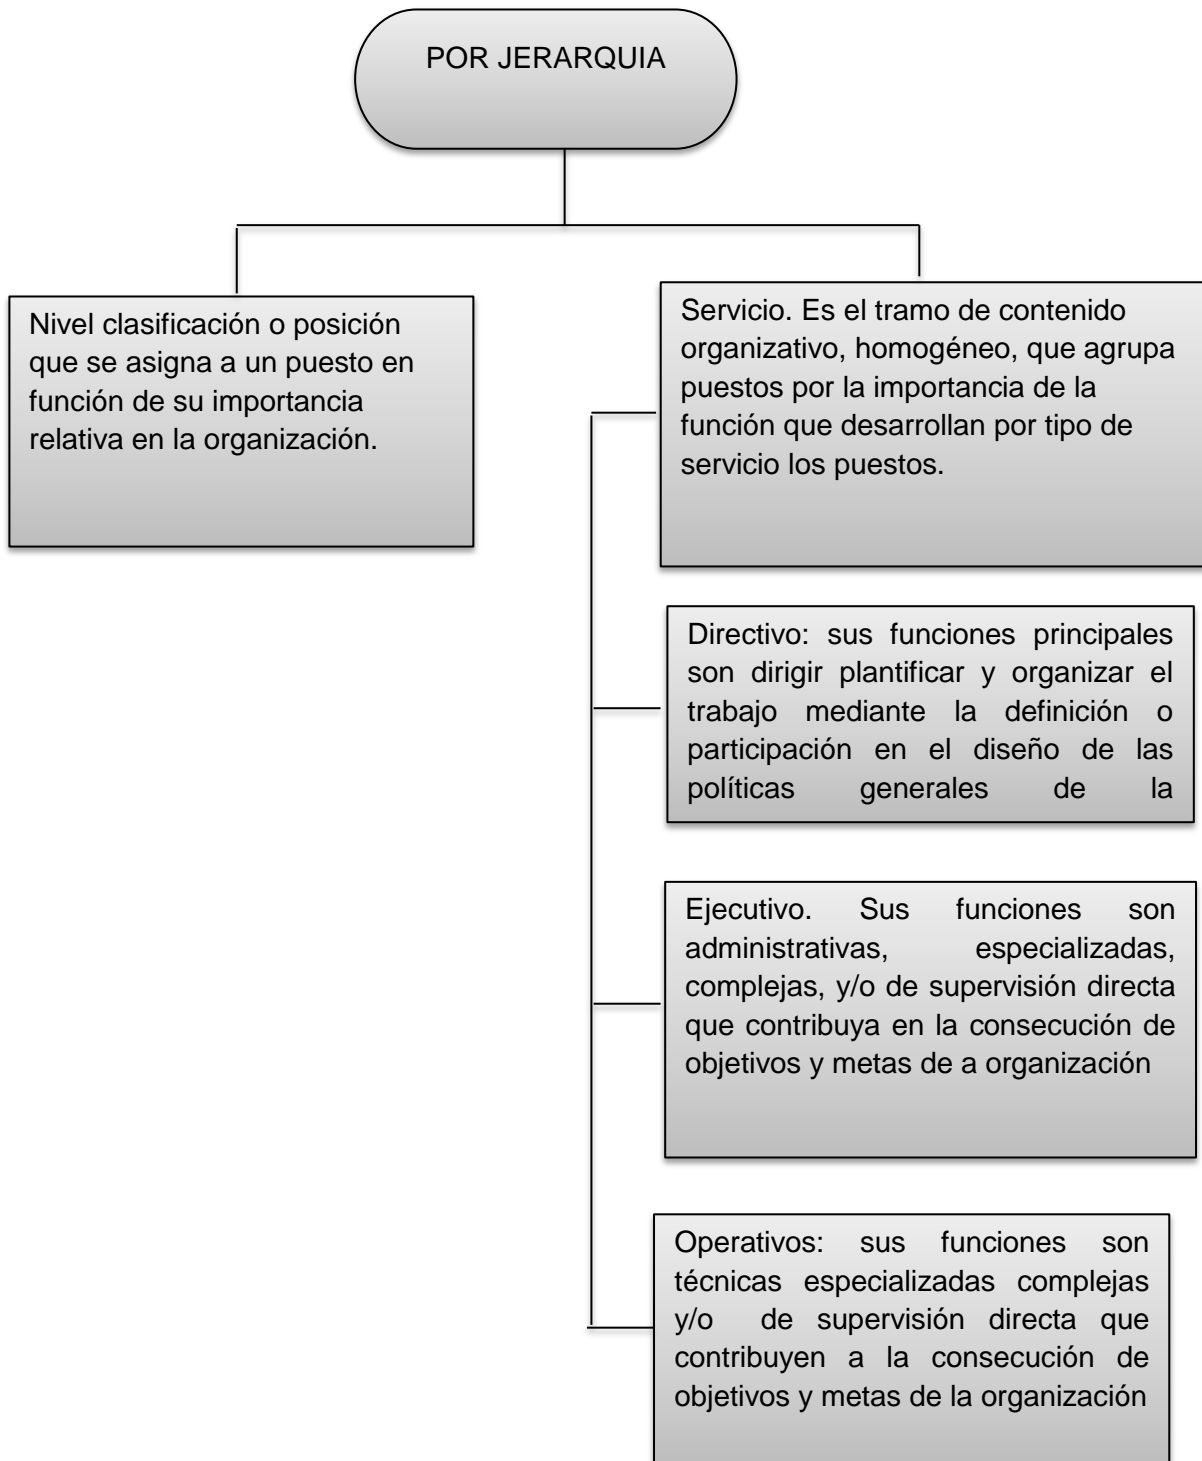 POR JERARQUIA
Nivel clasificación o posición
que se asigna a un puesto en
función de su importancia
relativa en la organización.
Servicio. Es el tramo de contenido
organizativo, homogéneo, que agrupa
puestos por la importancia de la
función que desarrollan por tipo de
servicio los puestos.
Directivo: sus funciones principales
son dirigir plantificar y organizar el
trabajo mediante la definición o
participación en el diseño de las
políticas generales de la
Ejecutivo. Sus funciones son
administrativas, especializadas,
complejas, y/o de supervisión directa
que contribuya en la consecución de
objetivos y metas de a organización
Operativos: sus funciones son
técnicas especializadas complejas
y/o de supervisión directa que
contribuyen a la consecución de
objetivos y metas de la organización